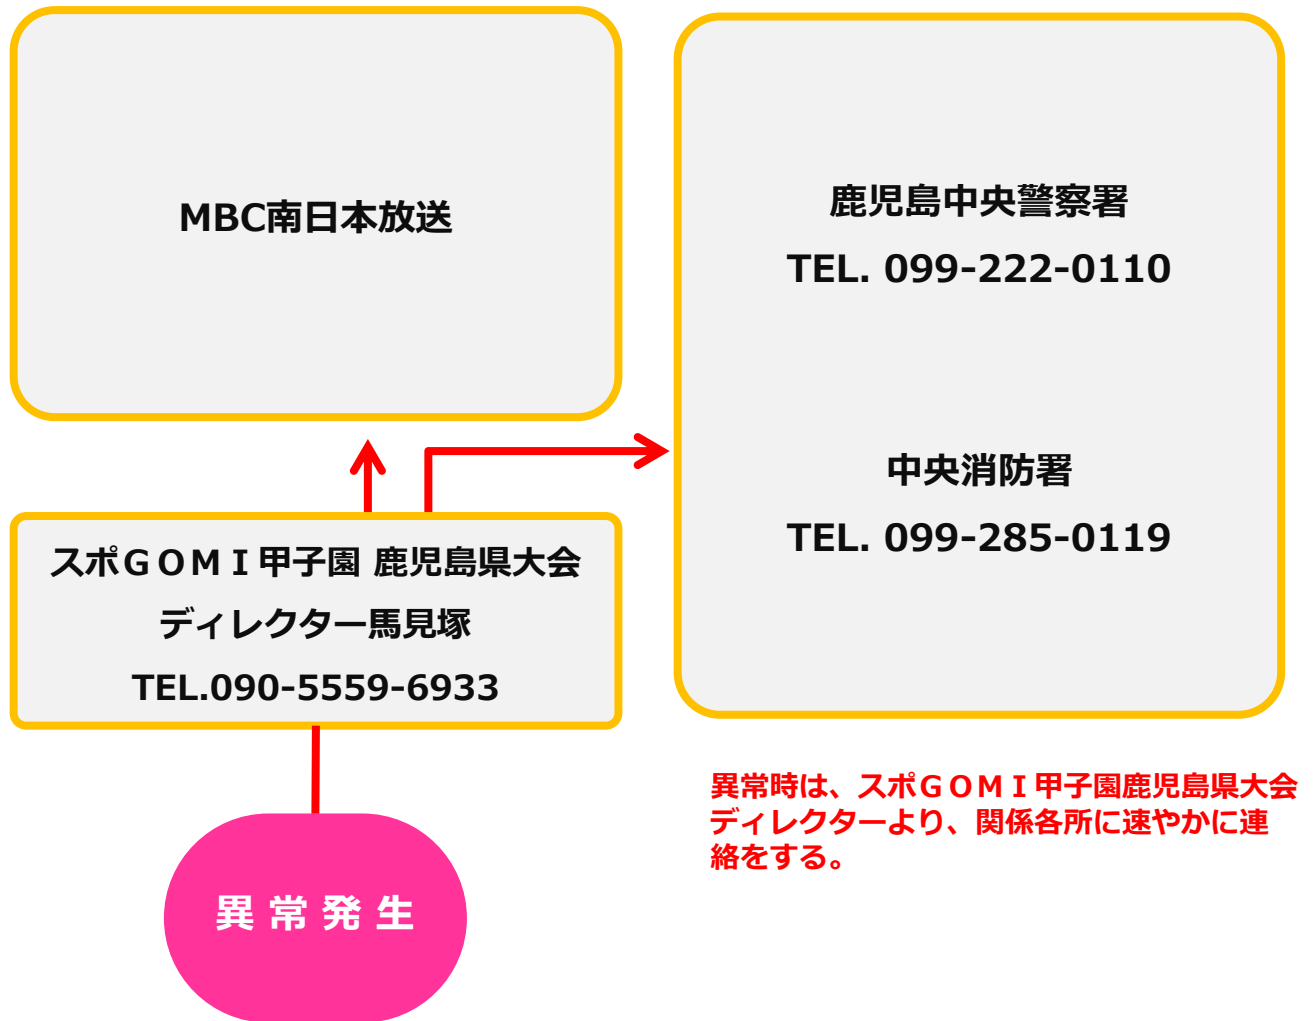 MBC南日本放送
鹿児島中央警察署
TEL. 099-222-0110
中央消防署
TEL. 099-285-0119
スポGOMI甲子園 鹿児島県大会
ディレクター馬見塚
TEL.090-5559-6933
異常時は、スポGOMI甲子園鹿児島県大会
ディレクターより、関係各所に速やかに連
絡をする。
異常発生